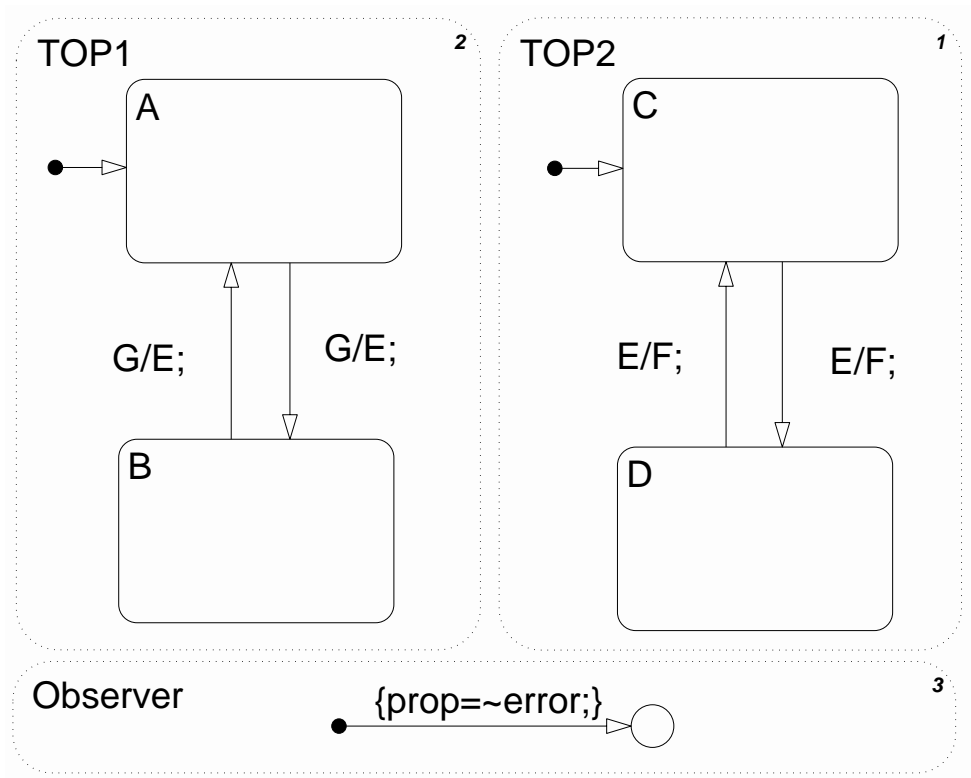 TOP1
2
TOP2
1
A
C
G/E;
G/E;
E/F;
E/F;
B
D
Observer
3
{prop=~error;}